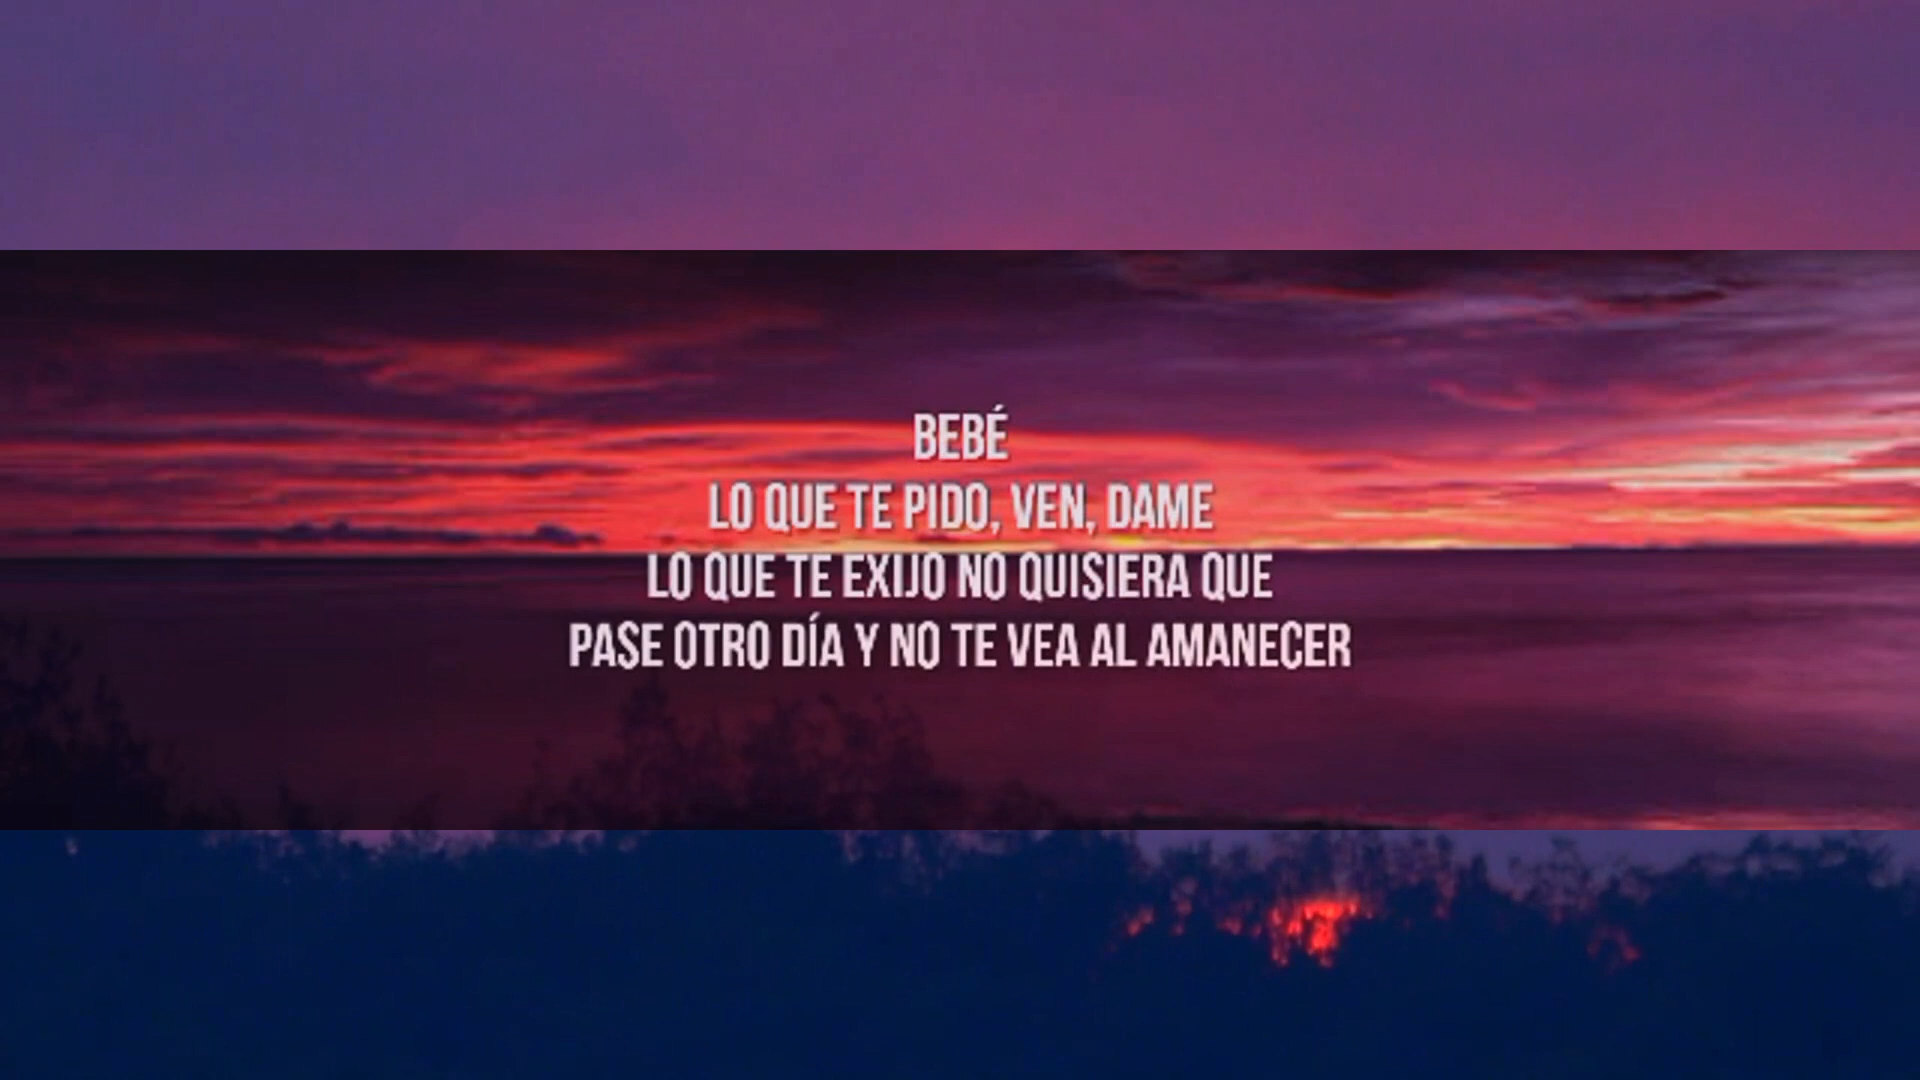 BEBÉ
LO QUE TE PIDO, VEN, DAME
LO QUE TE EXIJO NO QUISIERA QUE
PASE OTRO DÍA Y NO TE VEA AL AMANECER